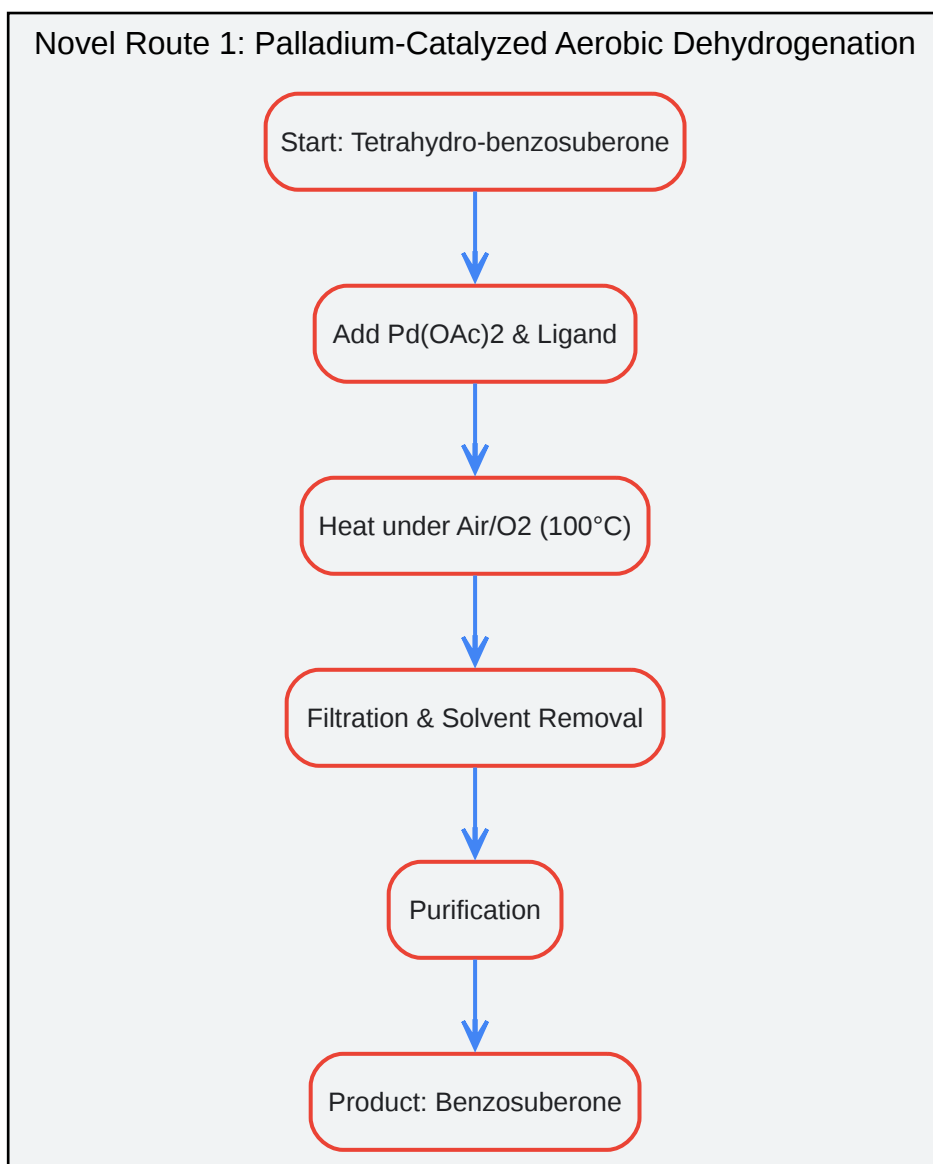 Novel Route 1: Palladium-Catalyzed Aerobic Dehydrogenation
Start: Tetrahydro-benzosuberone
Add Pd(OAc)2 & Ligand
Heat under Air/O2 (100°C)
Filtration & Solvent Removal
Purification
Product: Benzosuberone